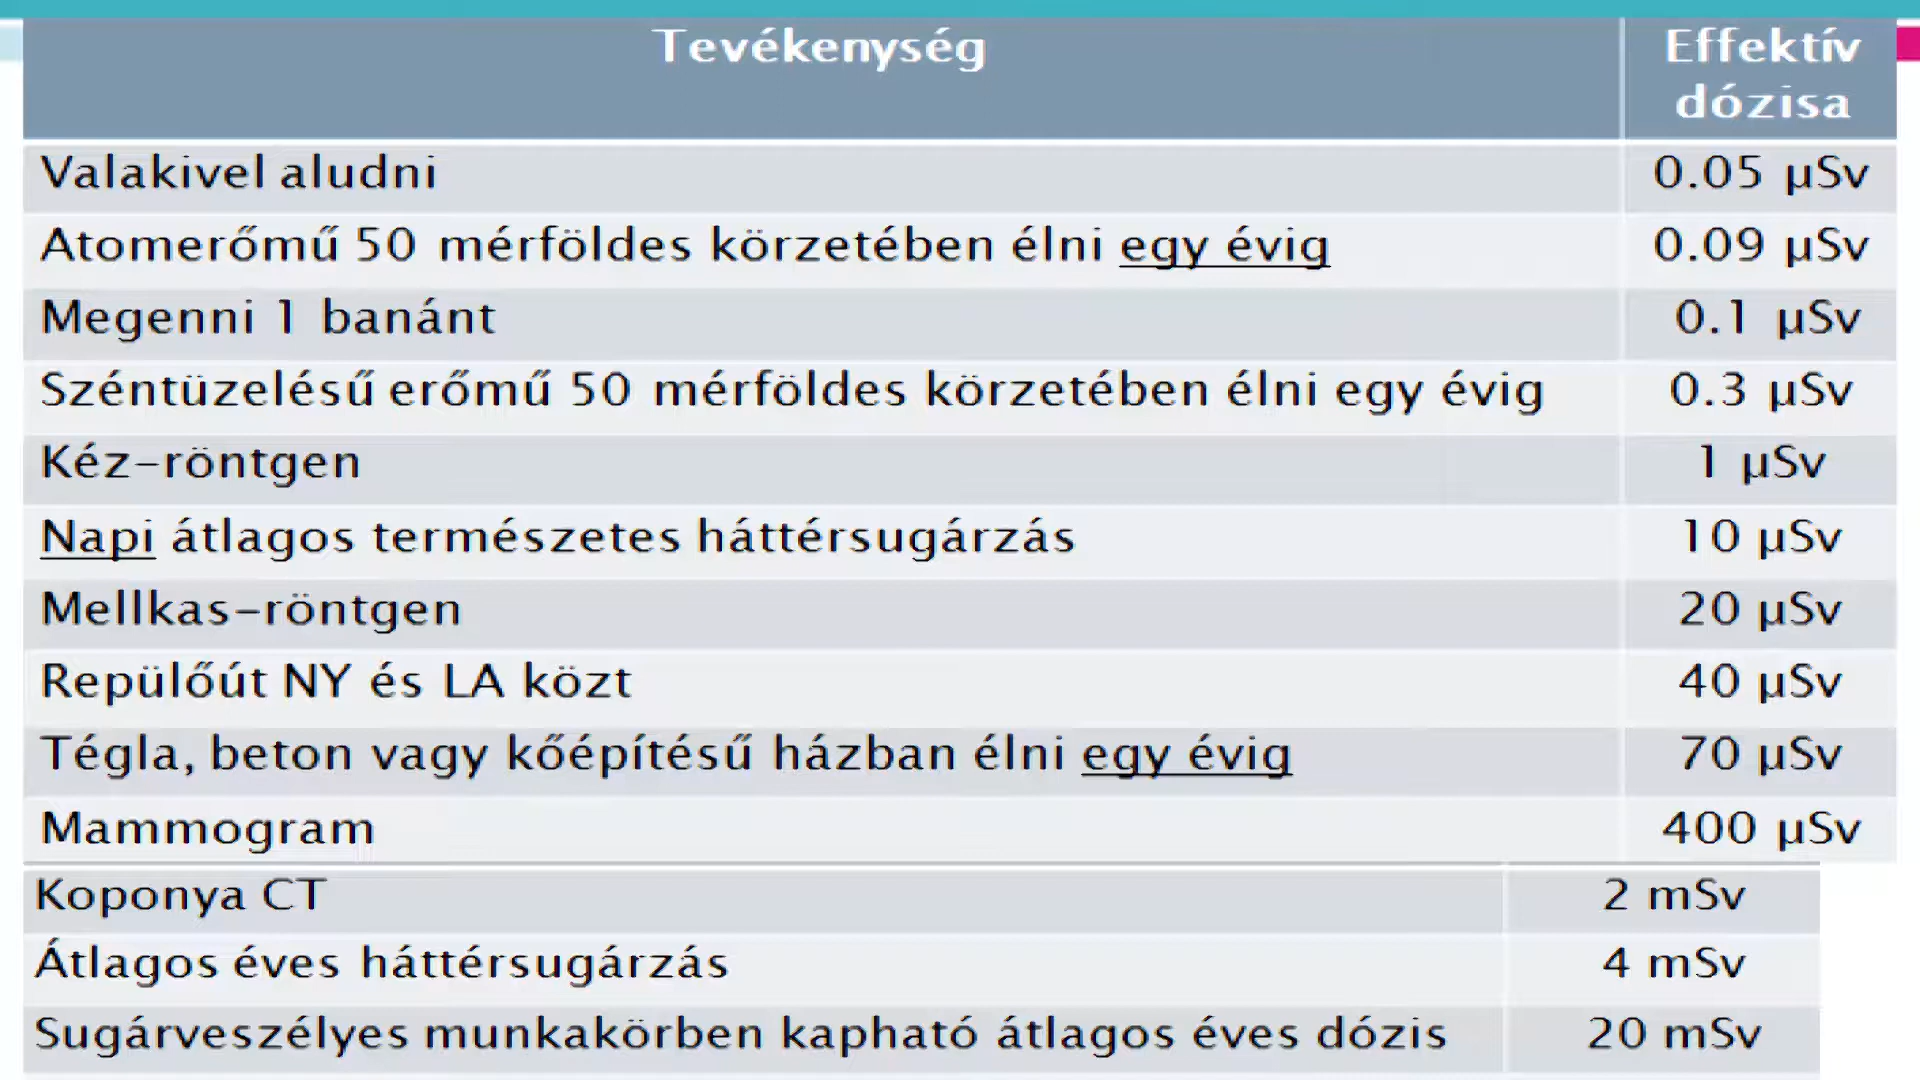 Tevékenység
Effektív
dózisa
Valakivel aludni 0.05 µSv
Atomerőmű 50 mérföldes körzetében élni egy évig 0.09 µSv
Megenni 1 banánt 0.1 µSv
Széntüzelésű erőmű 50 mérföldes körzetében élni egy évig 0.3 µSv
Kéz-röntgen 1 µSv
Napi átlagos természetes háttérsugárzás 10 µSv
Mellkas-röntgen 20 µSv
Repülőút NY és LA közt 40 µSv
Tégla, beton vagy kőépítésű házban élni egy évig 70 µSv
Mammogram 400 µSv
Koponya CT 2 mSv
Átlagos éves háttérsugárzás 4 mSv
Sugárveszélyes munkakörben kapható átlagos éves dózis 20 mSv